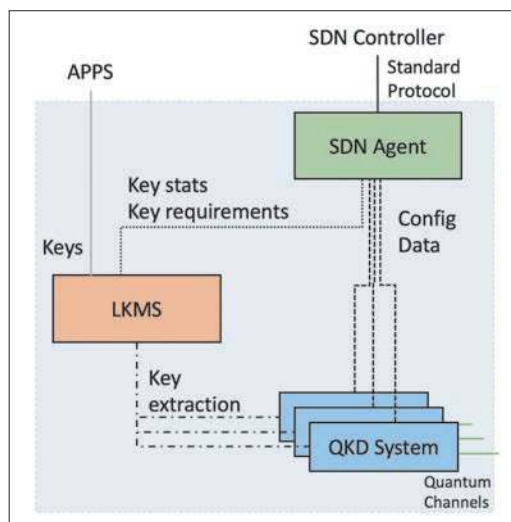 SDN Controller
APPS
Standard
Protocol
SDN Agent
Key stats
Key requirements
Config
Data
Keys
LKMS
Key
extraction
QKD System
Quantum
Channels